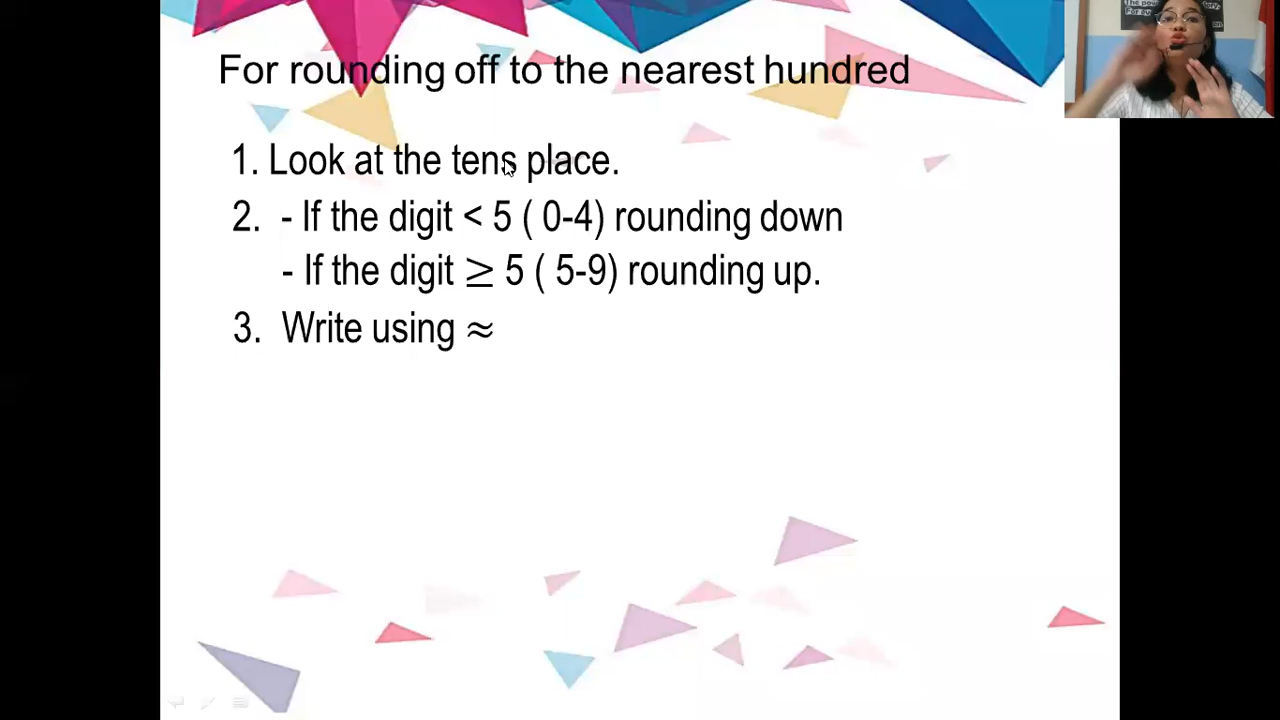 For rounding off to the nearest hundred
1. Look at the tens place.
2. - If the digit < 5 ( 0-4) rounding down
- If the digit ≥ 5 ( 5-9) rounding up.
3. Write using ≈